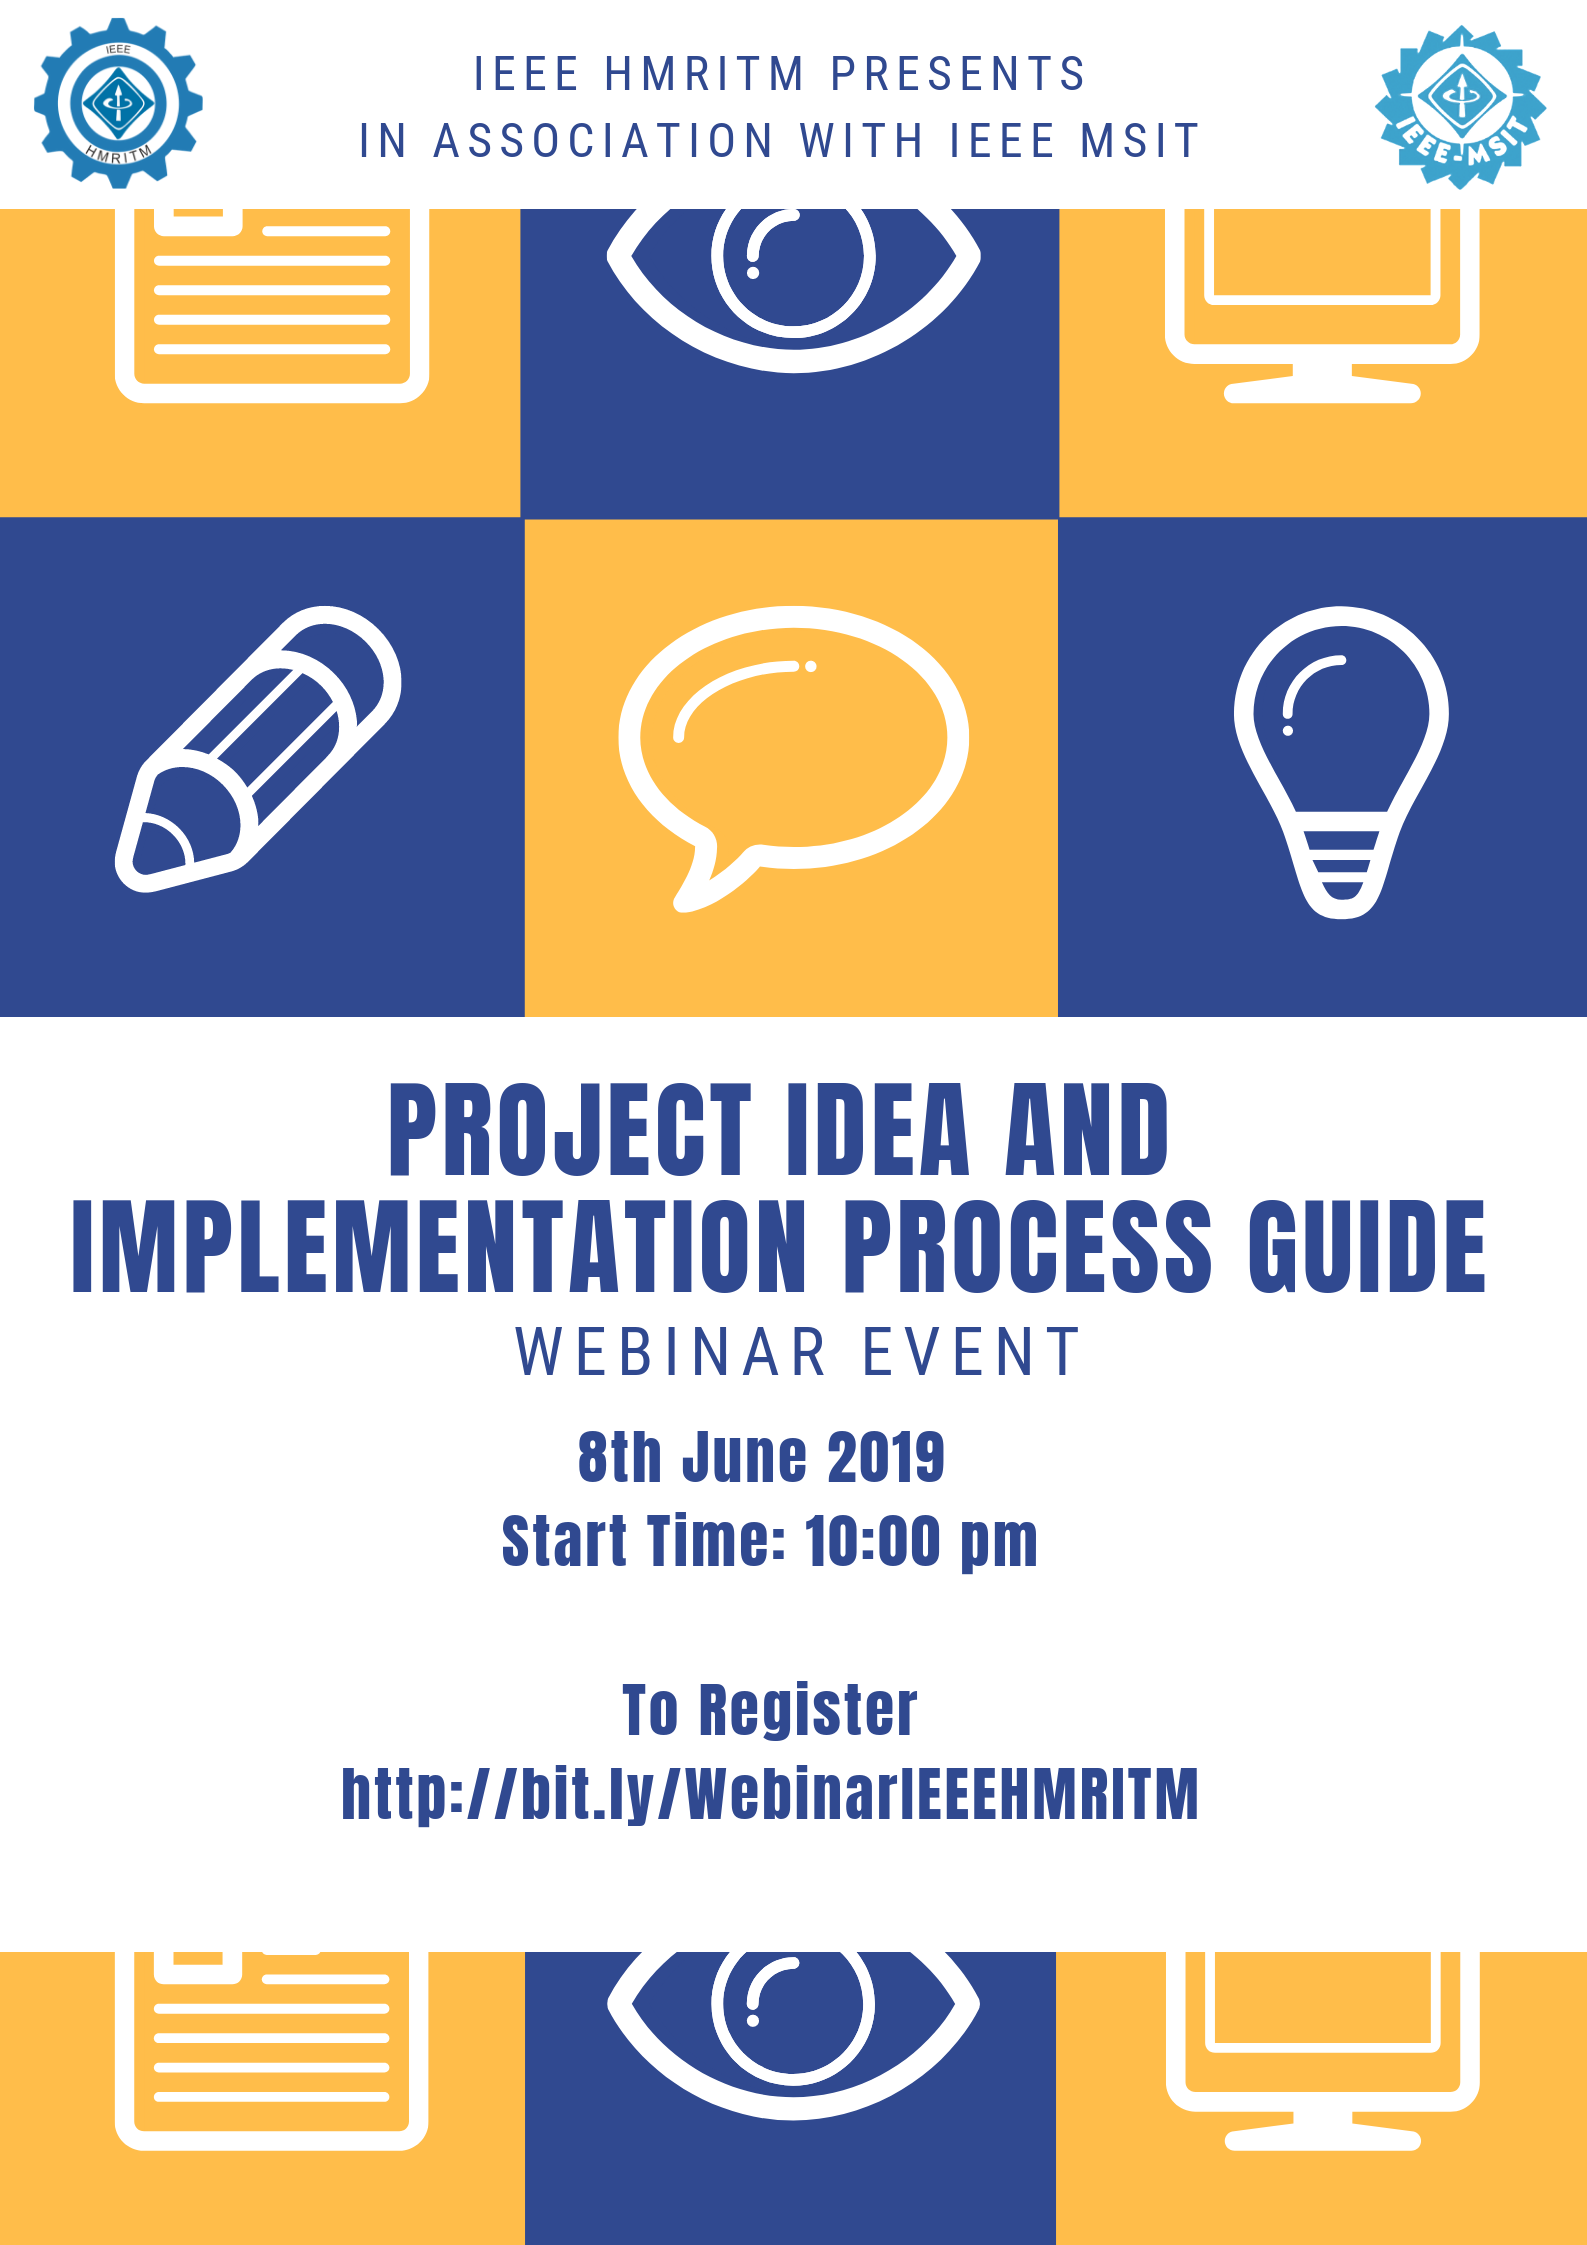 IEEE
HMRITM
IEEE HMRITM PRESENTS
IN ASSOCIATION WITH IEEE MSIT
IEEE-MSIT
PROJECT IDEA AND
IMPLEMENTATION PROCESS GUIDE
WEBINAR EVENT
8th June 2019
Start Time: 10:00 pm
To Register
http://bit.ly/WebinarIEEEHMRITM